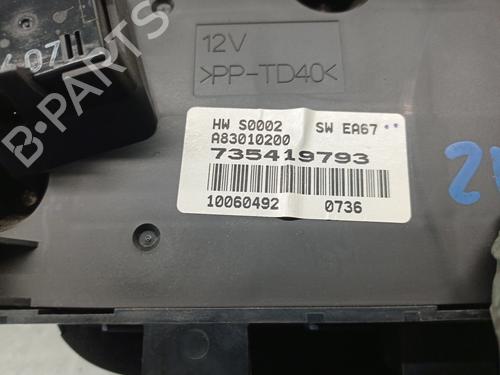 12V
>PP-TD40<
HW S0002 SW EA67
A83010200
735419793
10060492 0736
B-PARTS